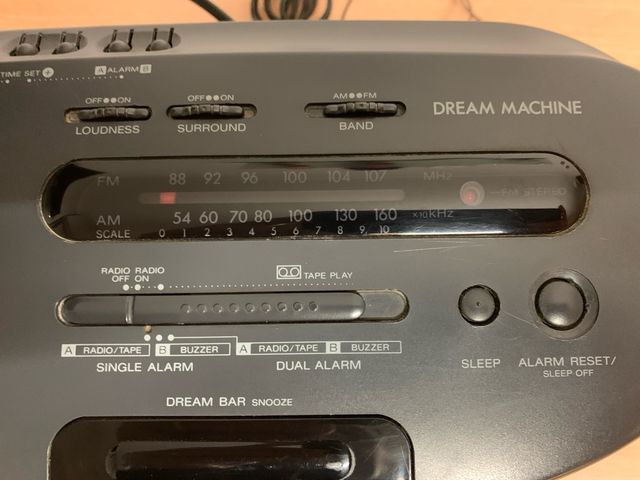 TIME SET +
A ALARM B
OFF ON
LOUDNESS
OFF ON
SURROUND
AM FM
BAND
DREAM MACHINE
FM 88 92 96 100 104 107 MHz
FM STEREO
AM 54 60 70 80 100 130 160 ×10KHz
SCALE 0 1 2 3 4 5 6 7 8 9 10
RADIO RADIO
OFF ON
TAPE PLAY
A RADIO/TAPE B BUZZER A RADIO/TAPE B BUZZER
SINGLE ALARM DUAL ALARM
SLEEP
ALARM RESET/
SLEEP OFF
DREAM BAR SNOOZE